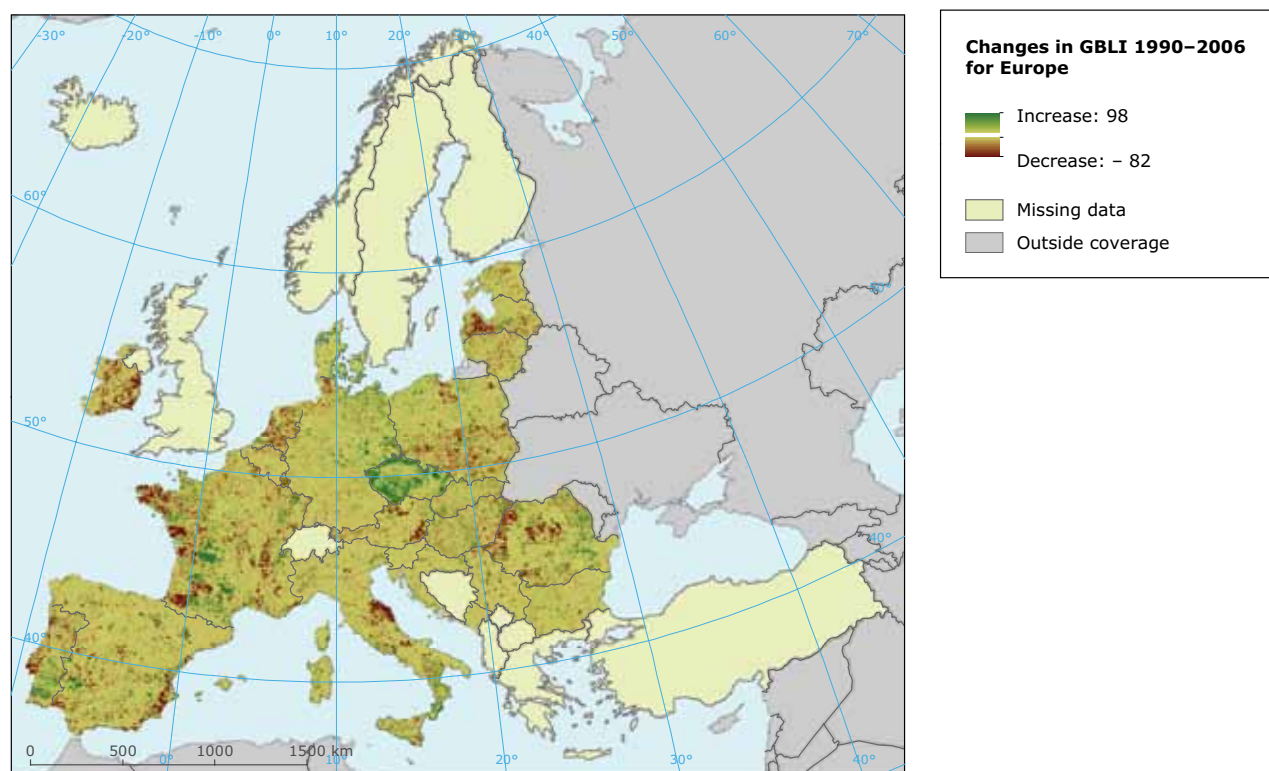 -30°
-20°
-10°
0°
10°
20°
30°
40°
50°
60°
70°
60°
50°
40°
40°
0°
10°
20°
30°
40°
0 500 1000 1500 km
Changes in GBLI 1990–2006
for Europe
Increase: 98
Decrease: – 82
Missing data
Outside coverage